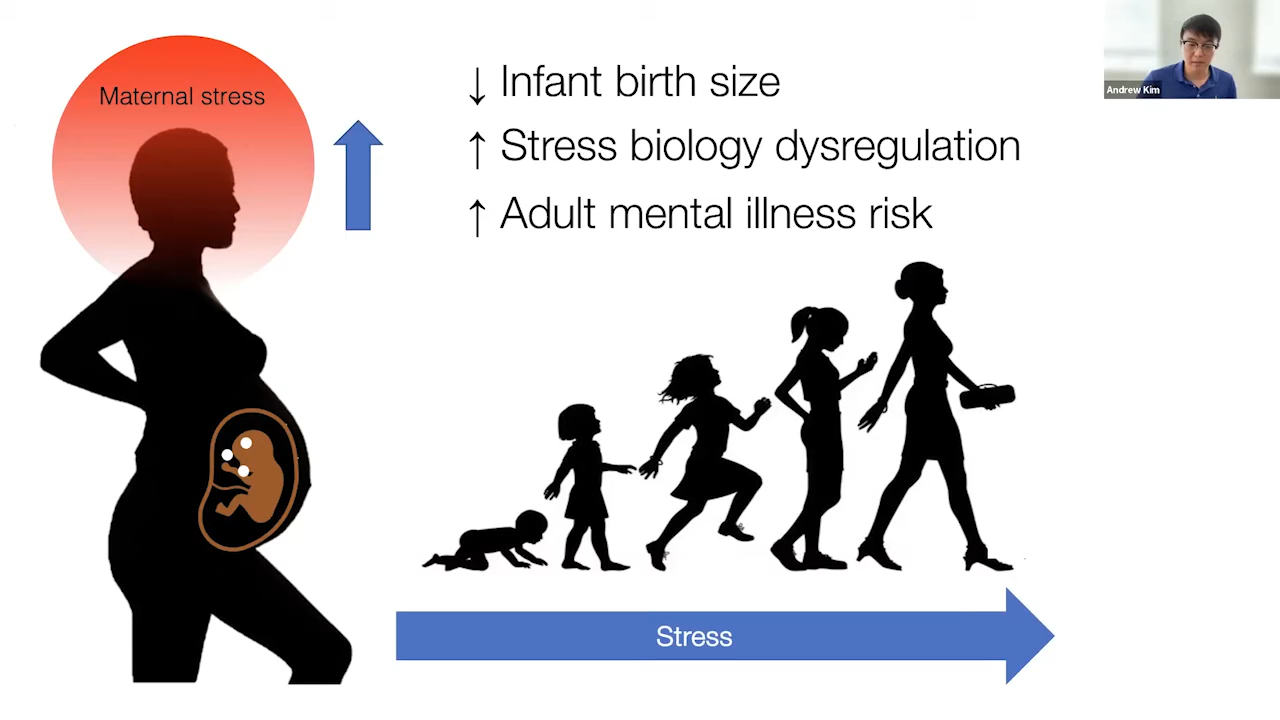 Maternal stress
↓ Infant birth size
↑ Stress biology dysregulation
↑ Adult mental illness risk
Stress
Andrew Kim